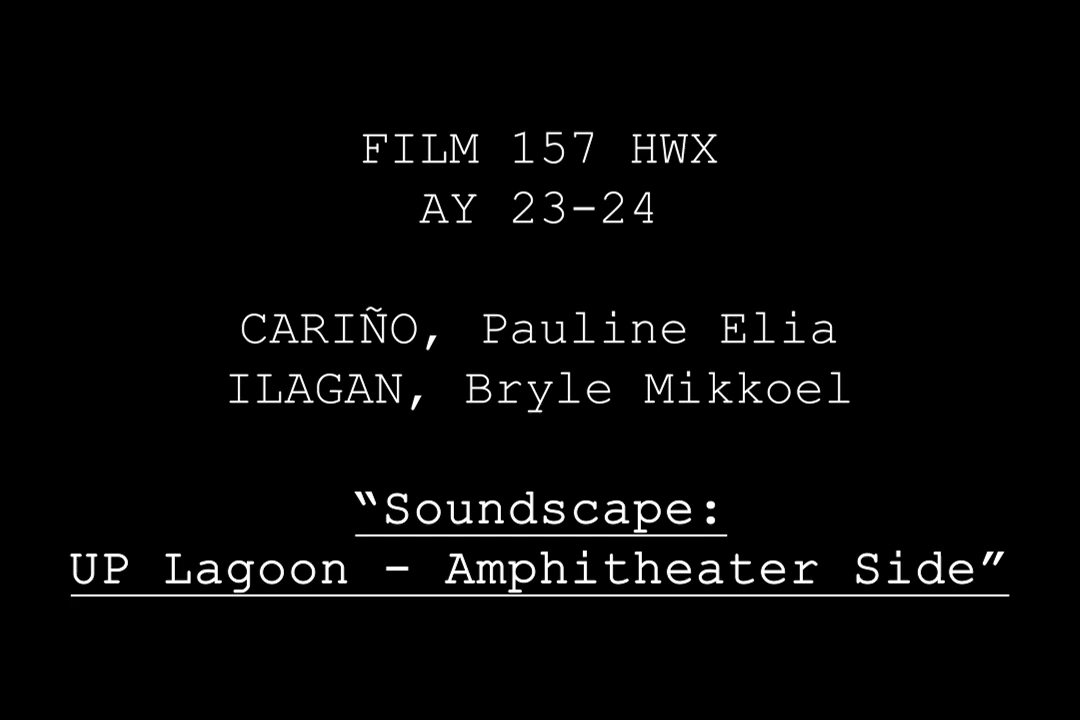 FILM 157 HWX
AY 23-24
CARIÑO, Pauline Elia
ILAGAN, Bryle Mikkoel
“Soundscape:
UP Lagoon - Amphitheater Side”